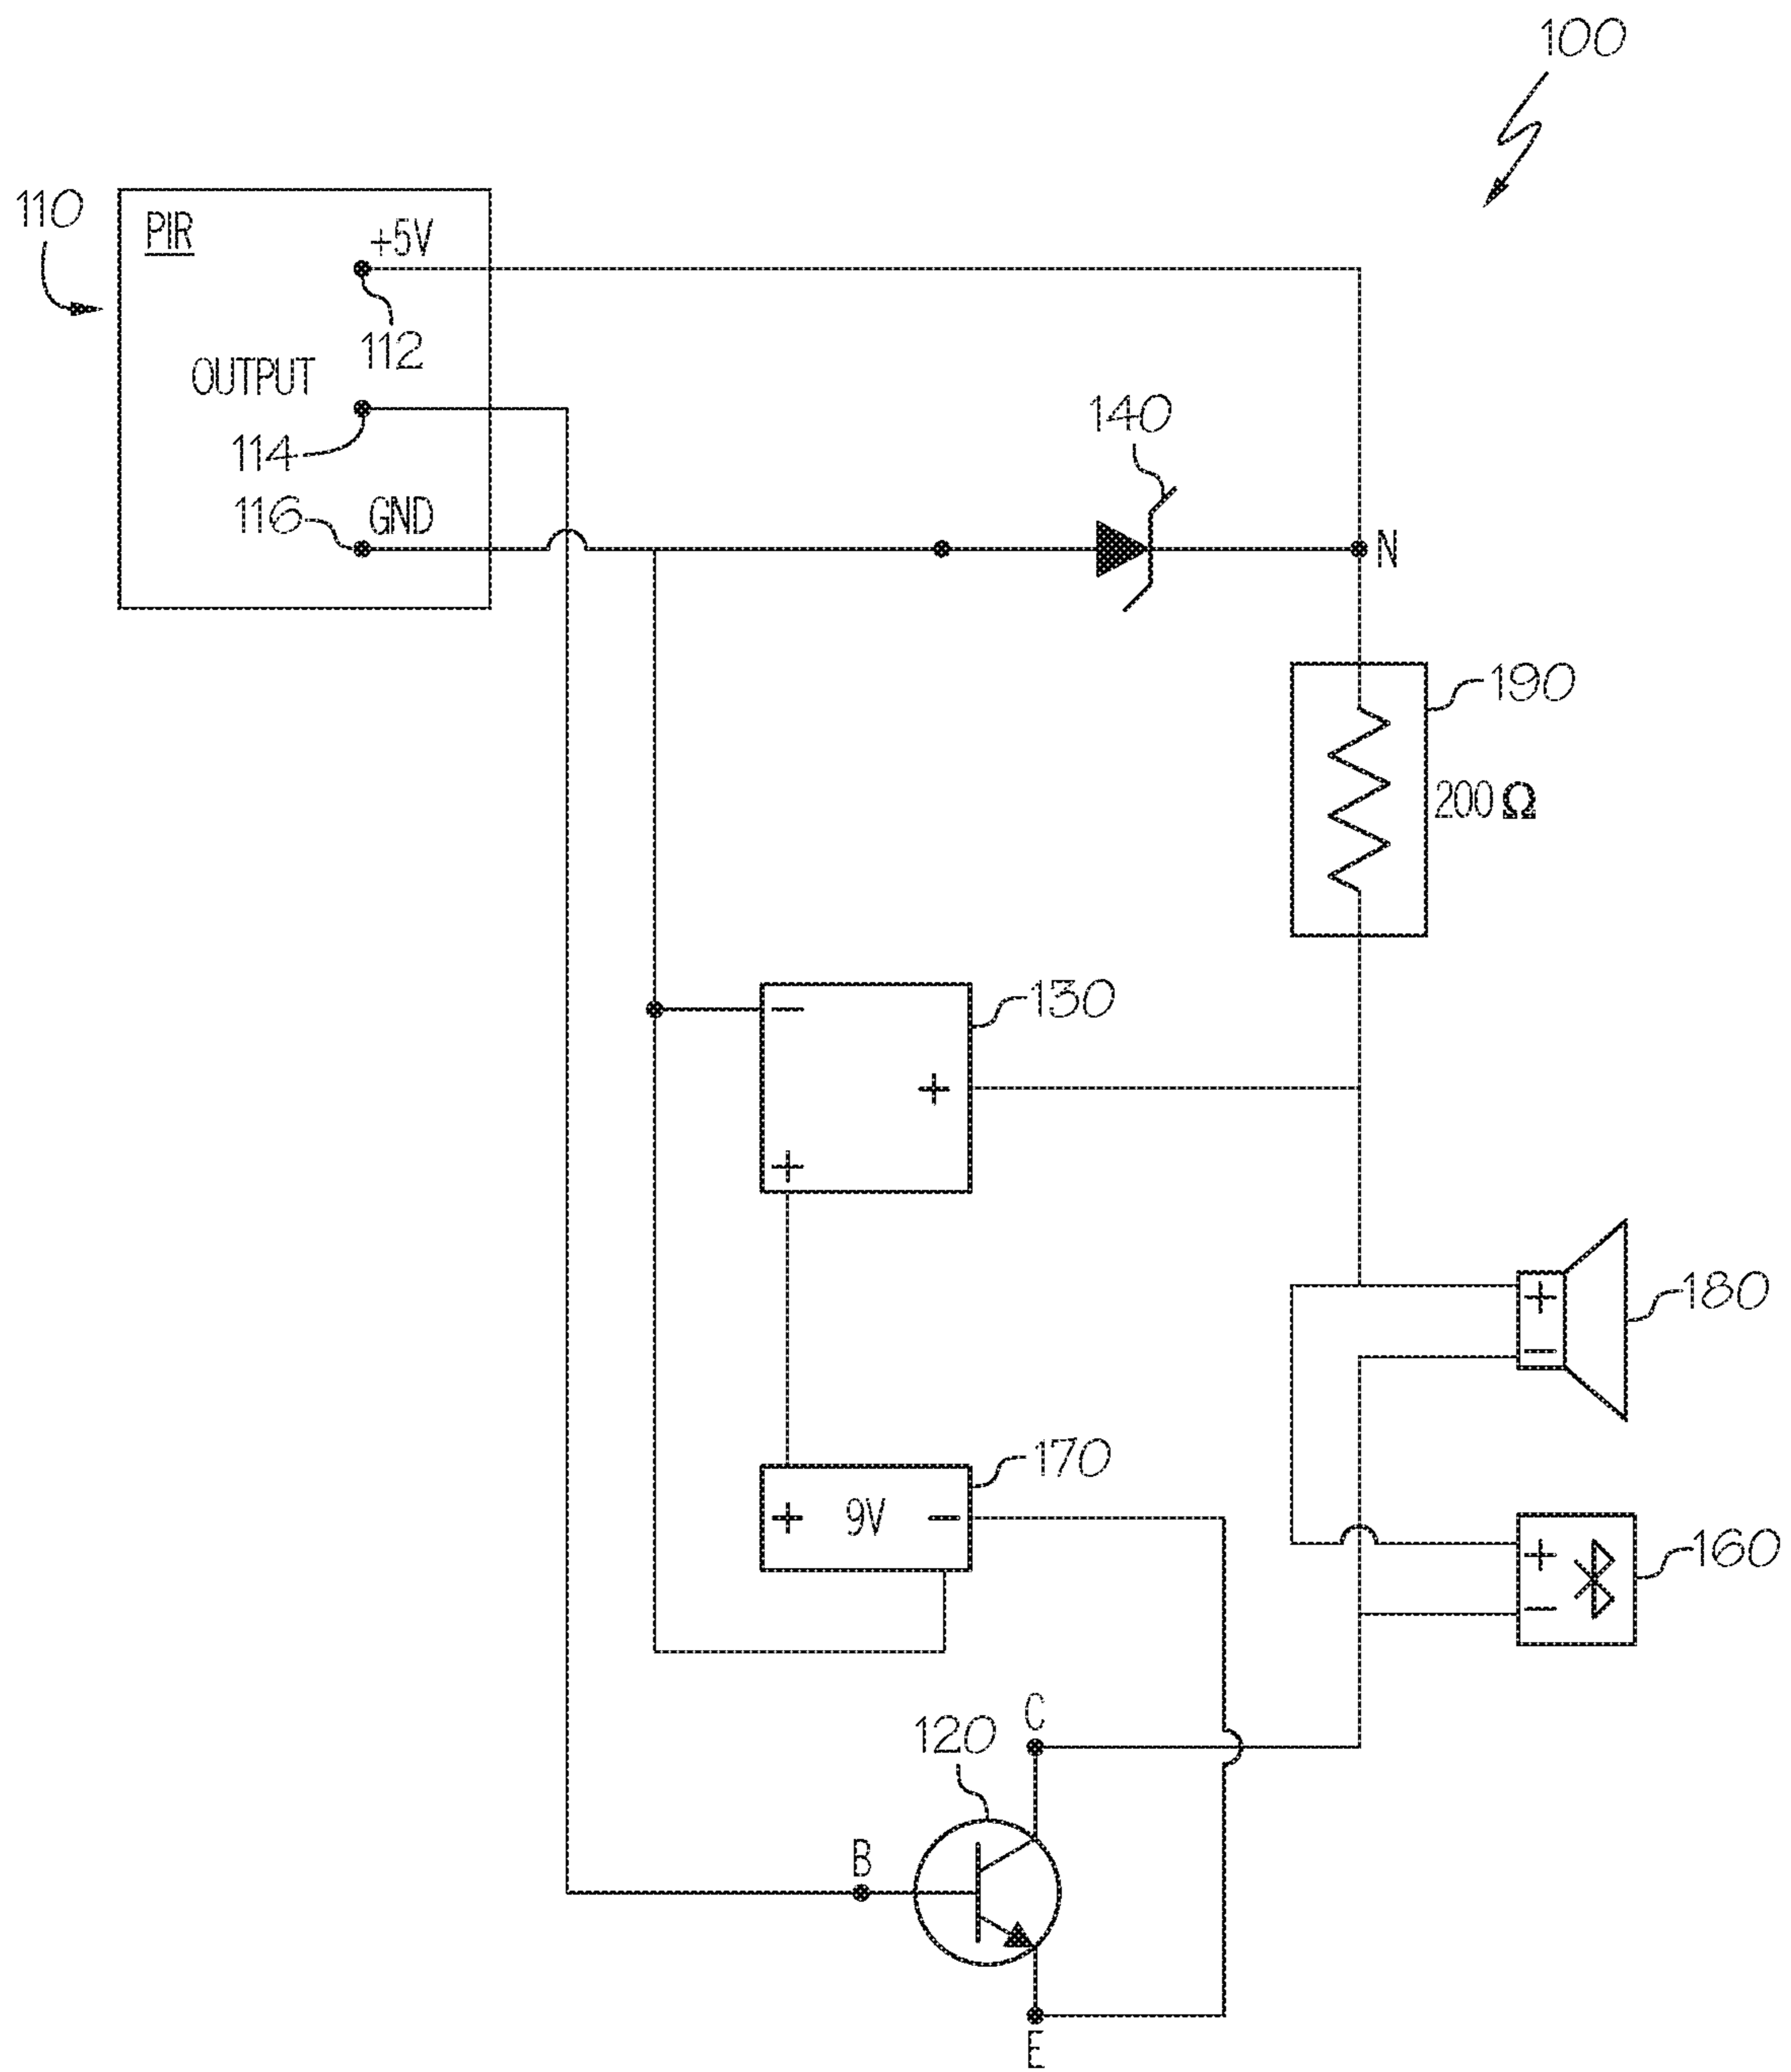 100
110
PIR
+5V
112
OUTPUT
114
116
GND
140
N
190
200 Ω
−
130
+
+
+
180
−
170
+ 9V −
+
160
−
C
120
B
E